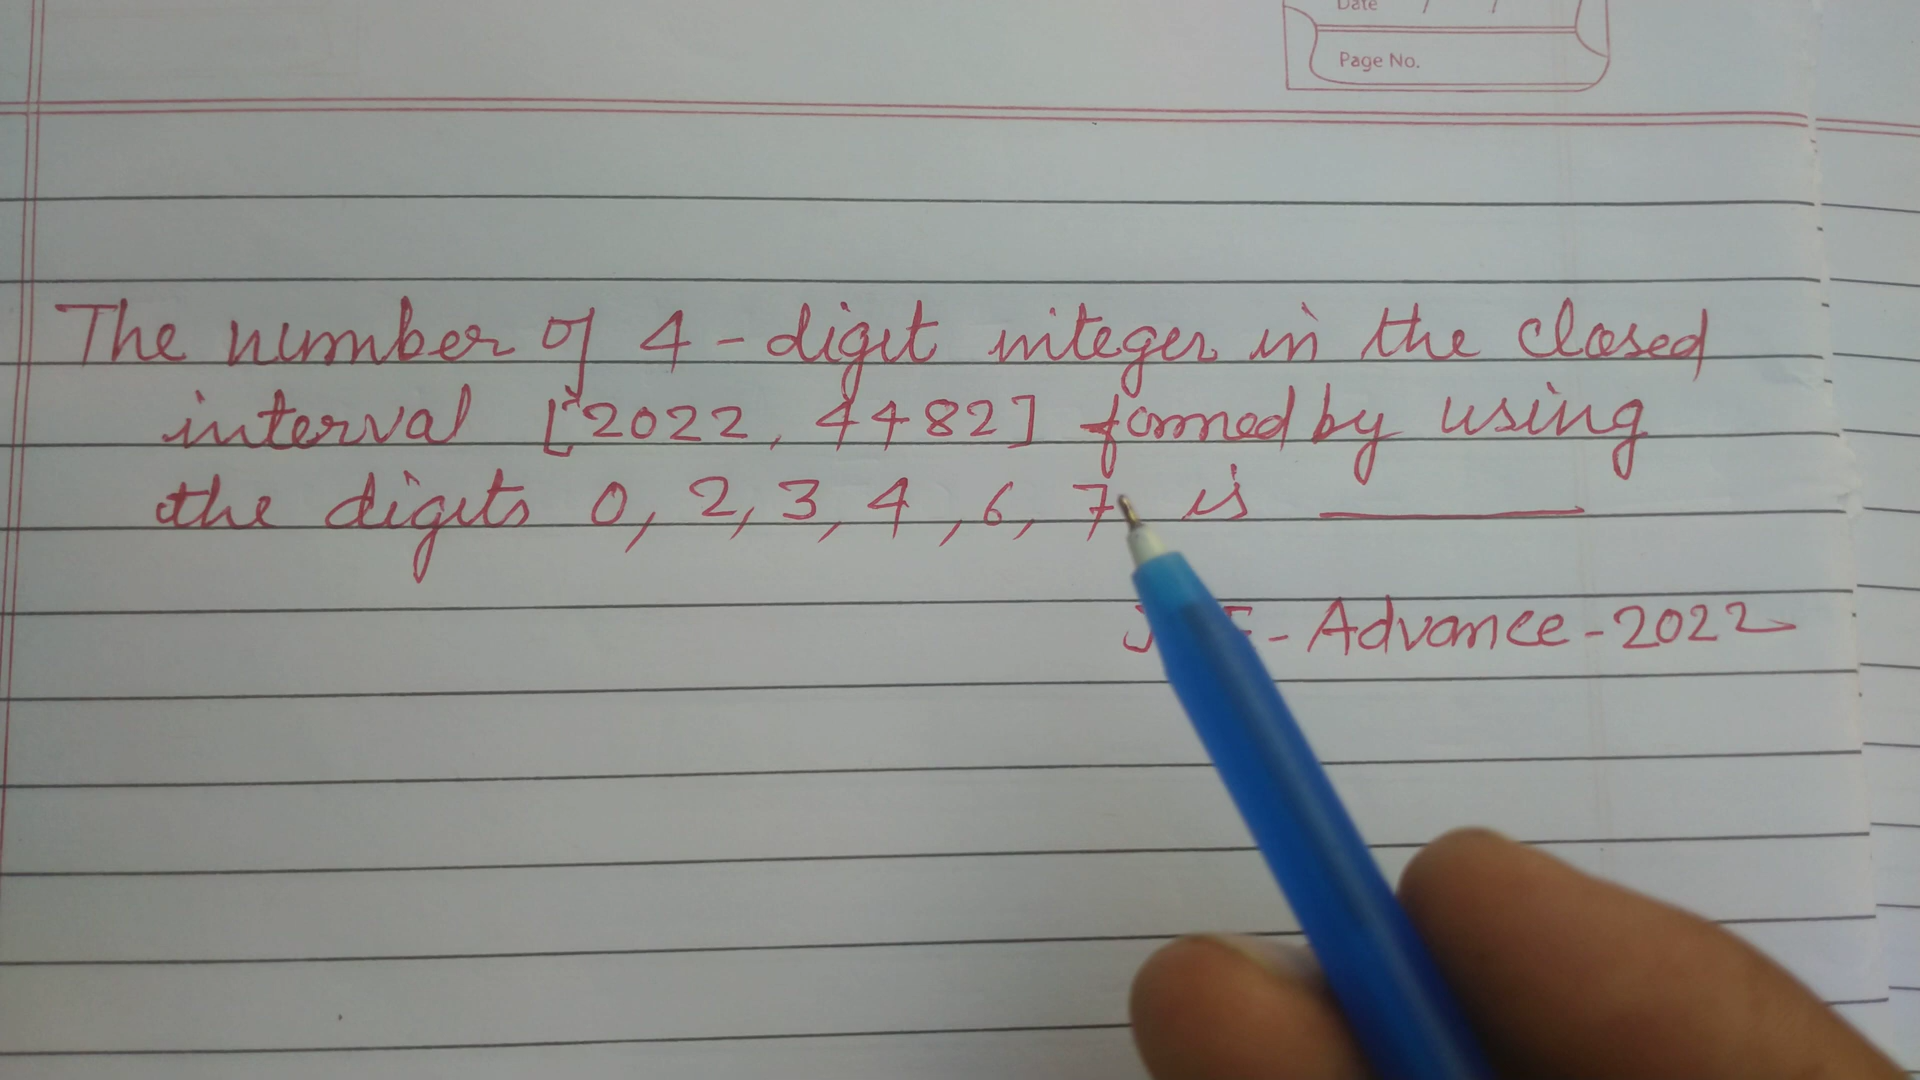 Date / /
Page No.
The number of 4-digit integer in the closed
interval [2022, 4482] formed by using
the digits 0, 2, 3, 4, 6, 7 is ______
- Advance - 2022